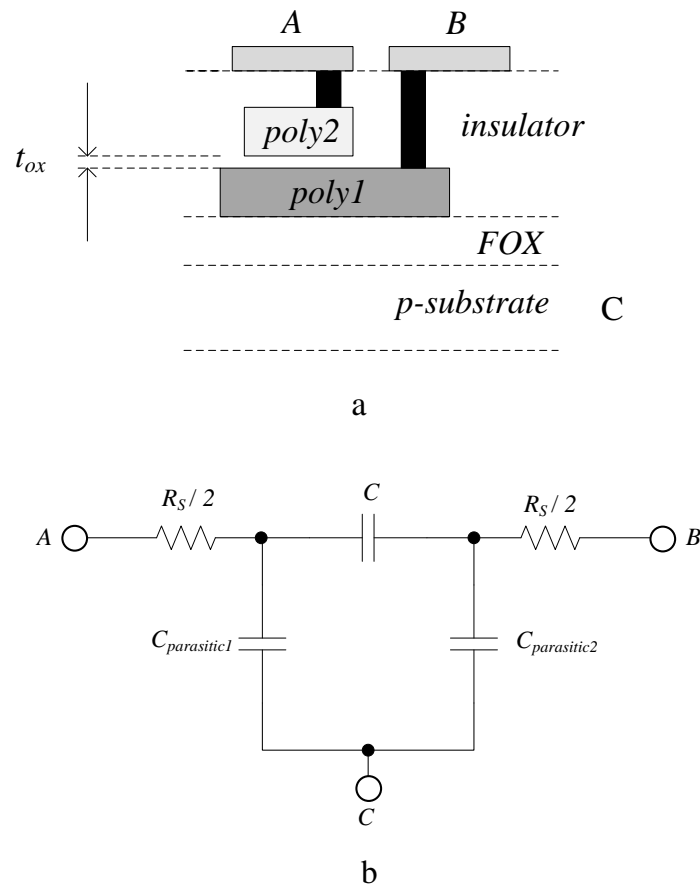 A B
poly2 insulator
t_ox
poly1
FOX
p-substrate C
a
R_S / 2 C R_S / 2
A B
C_parasitic1 C_parasitic2
C
b